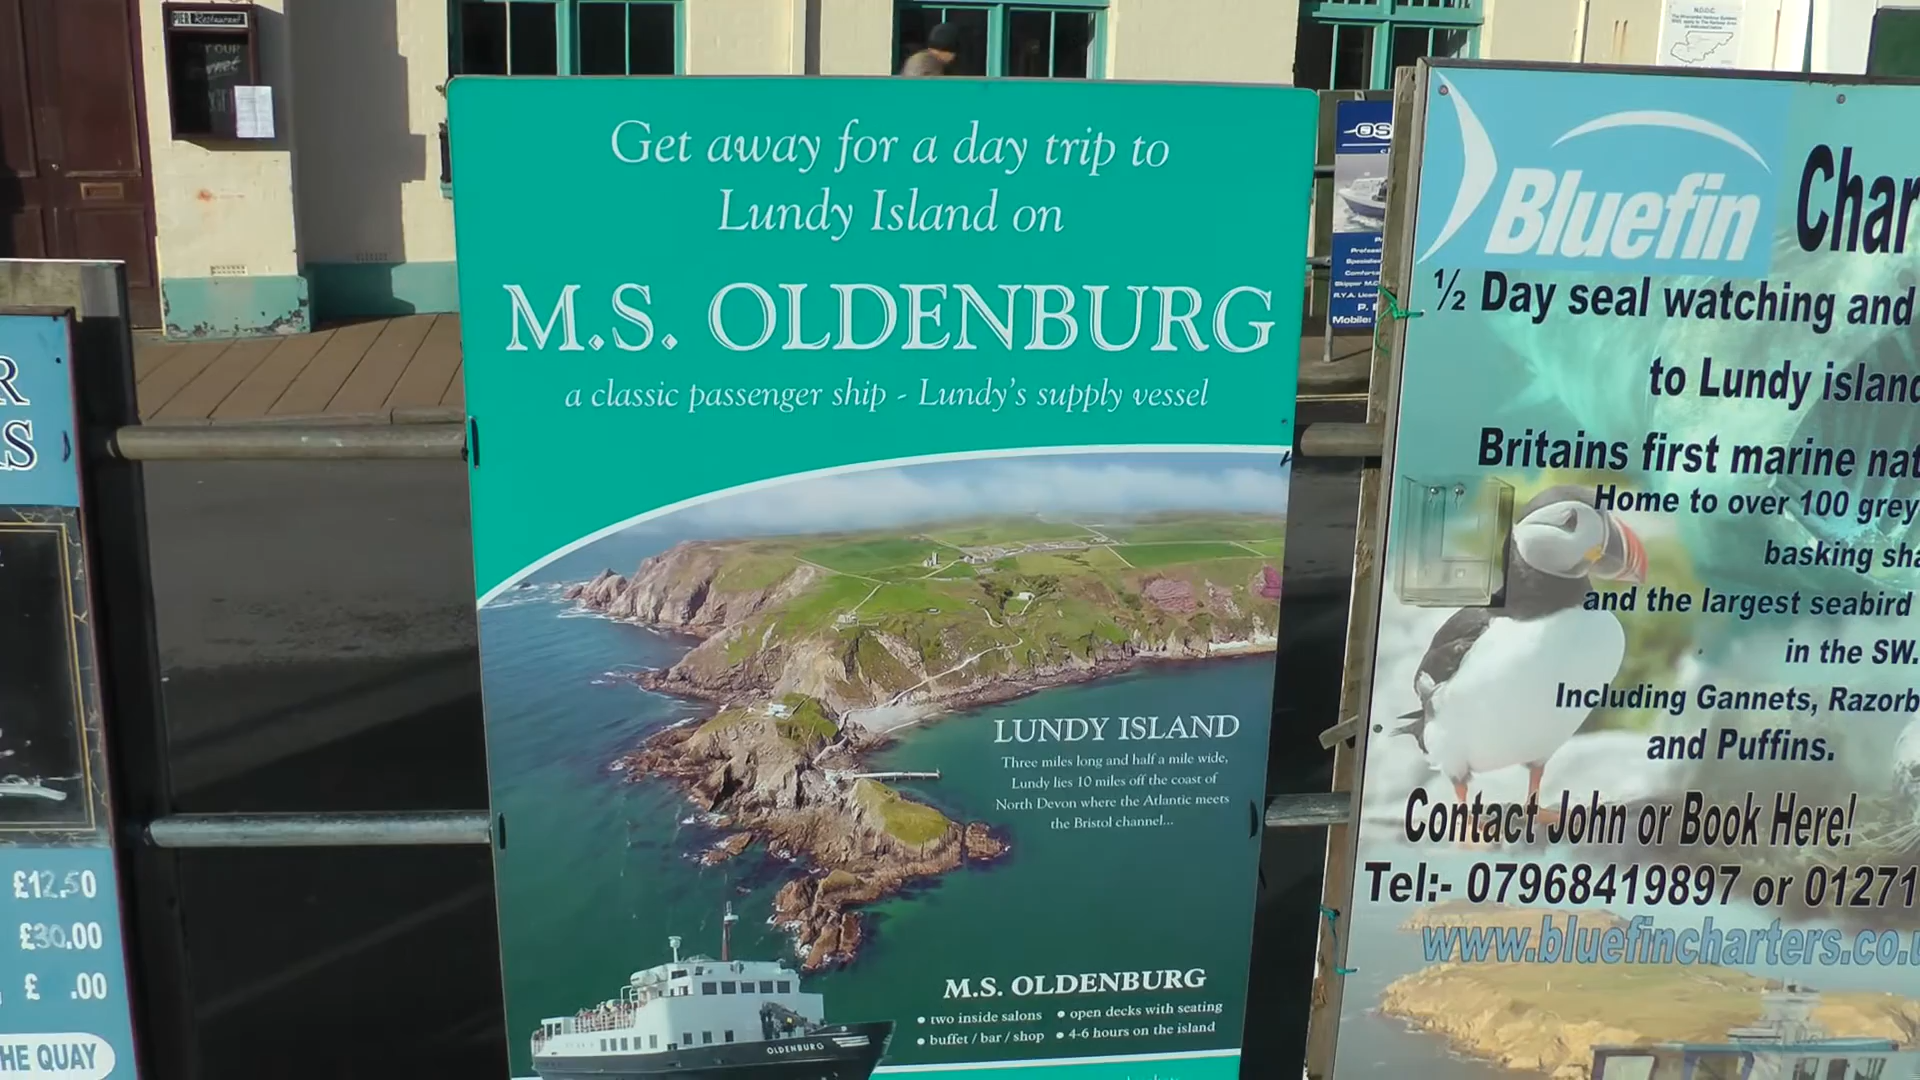 PIER Restaurant
R
S
£12.50
£30.00
£ .00
HE QUAY
Get away for a day trip to
Lundy Island on
M.S. OLDENBURG
a classic passenger ship - Lundy's supply vessel
LUNDY ISLAND
Three miles long and half a mile wide,
Lundy lies 10 miles off the coast of
North Devon where the Atlantic meets
the Bristol channel...
M.S. OLDENBURG
• two inside salons • open decks with seating
• buffet / bar / shop • 4-6 hours on the island
OLDENBURG
OS
Mobile:
Bluefin Char
½ Day seal watching and
to Lundy island
Britains first marine nat
Home to over 100 grey
basking sha
and the largest seabird
in the SW.
Including Gannets, Razorb
and Puffins.
Contact John or Book Here!
Tel:- 07968419897 or 01271
www.bluefincharters.co.u